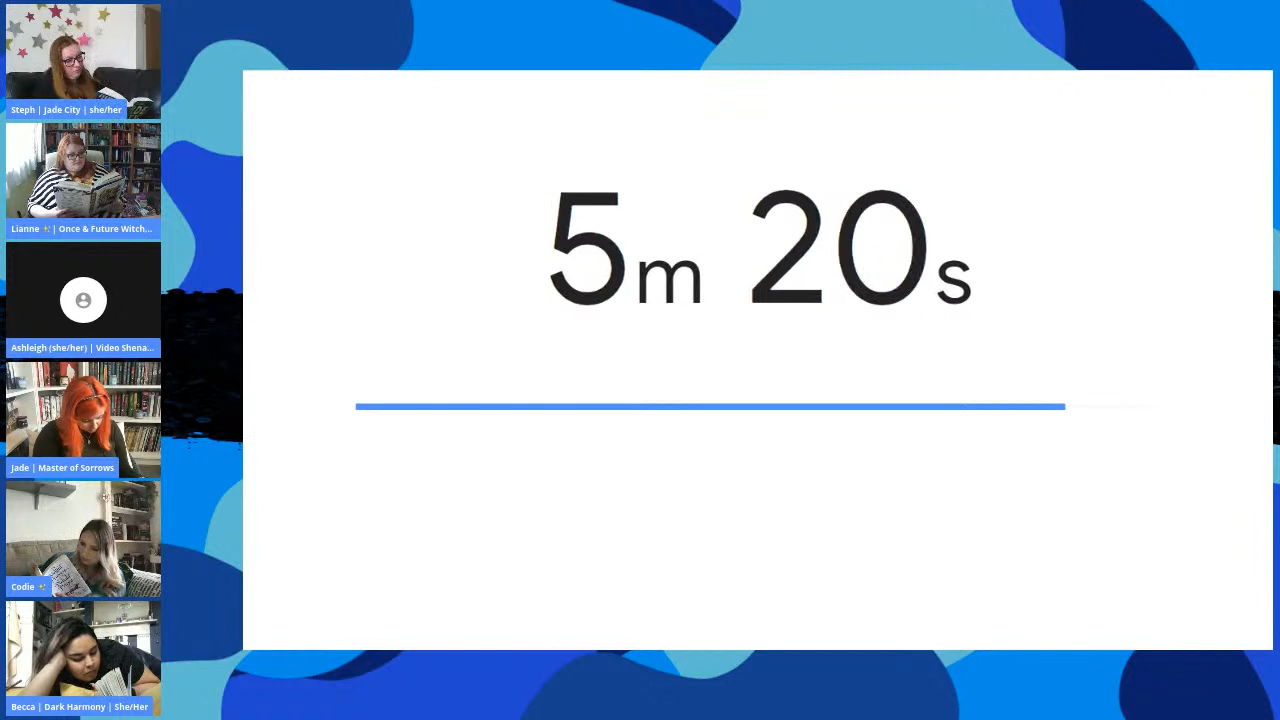 Steph | Jade City | she/her
Lianne ✨ | Once & Future Witch...
Ashleigh (she/her) | Video Shena...
Jade | Master of Sorrows
Codie ✨
Becca | Dark Harmony | She/Her
5m 20s